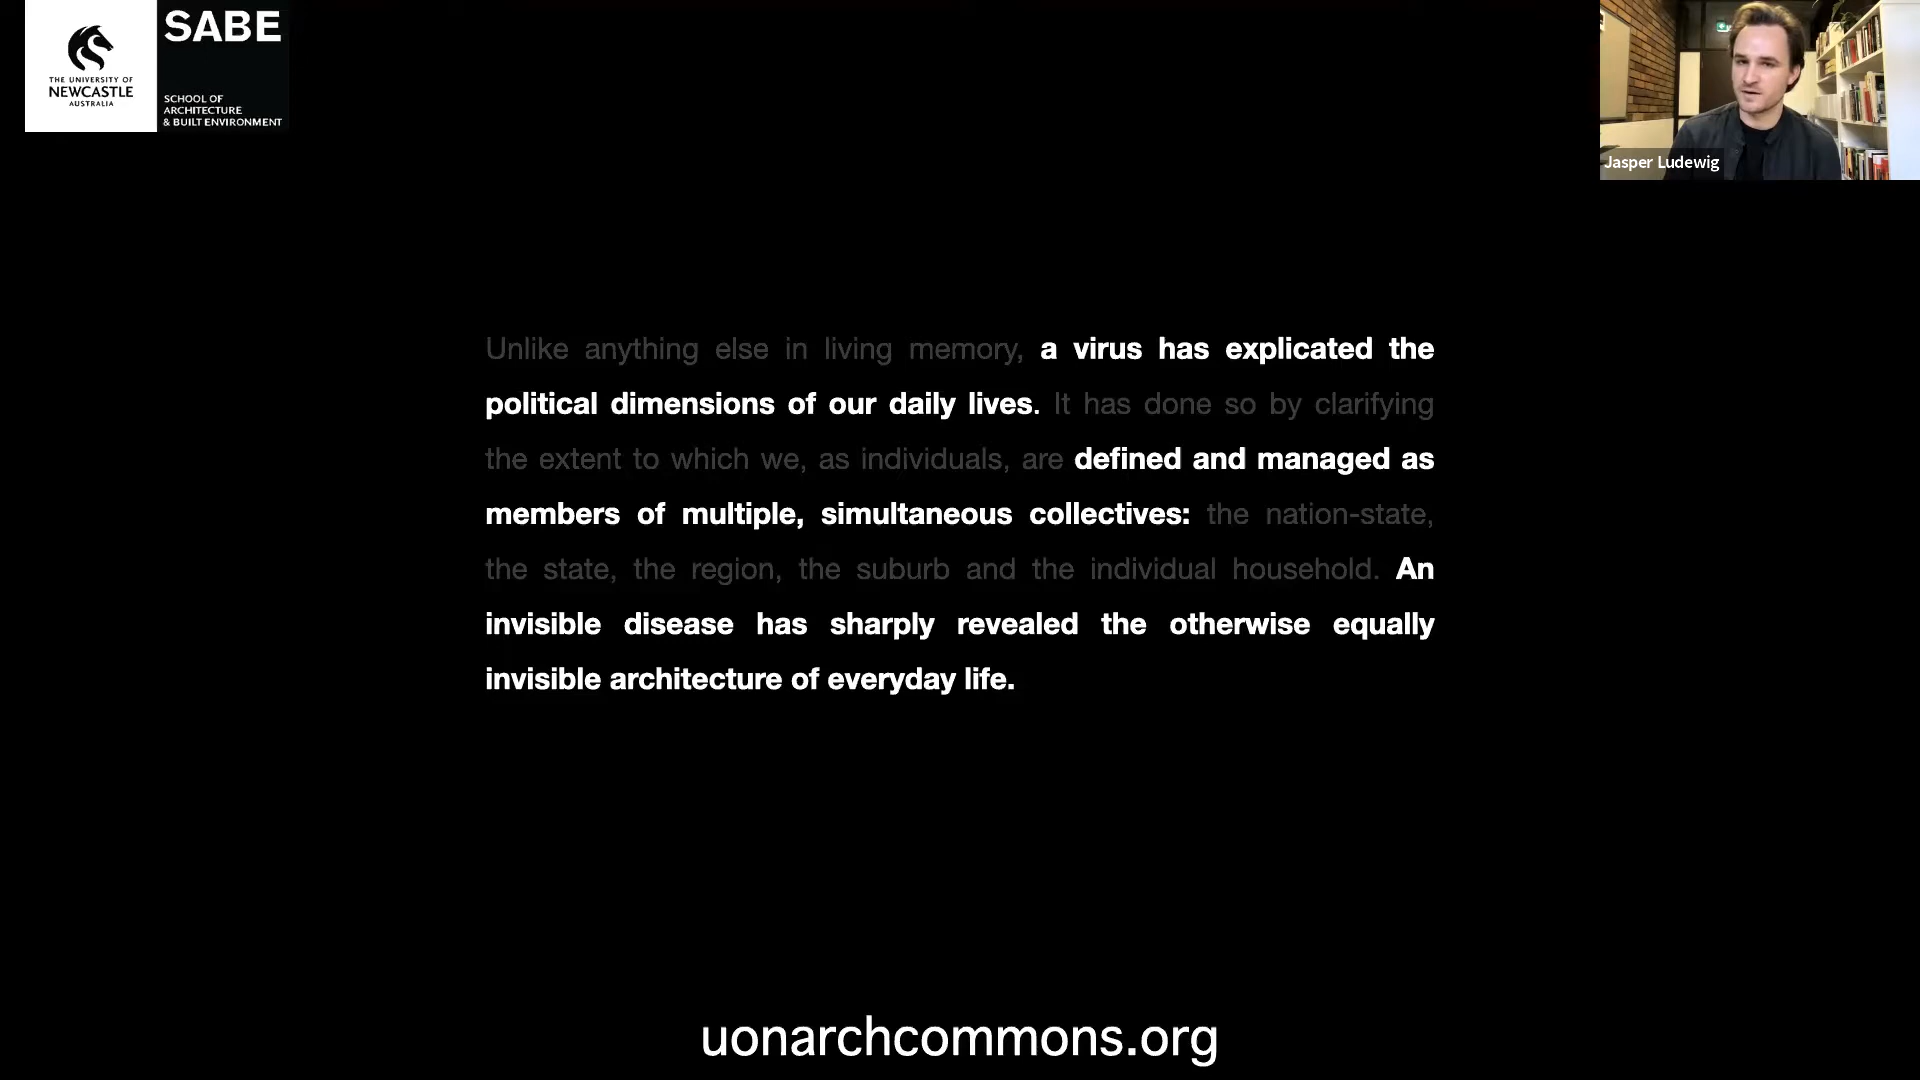 THE UNIVERSITY OF
NEWCASTLE
AUSTRALIA
SABE
SCHOOL OF
ARCHITECTURE
& BUILT ENVIRONMENT
Jasper Ludewig
Unlike anything else in living memory, a virus has explicated the
political dimensions of our daily lives. It has done so by clarifying
the extent to which we, as individuals, are defined and managed as
members of multiple, simultaneous collectives: the nation-state,
the state, the region, the suburb and the individual household. An
invisible disease has sharply revealed the otherwise equally
invisible architecture of everyday life.
uonarchcommons.org